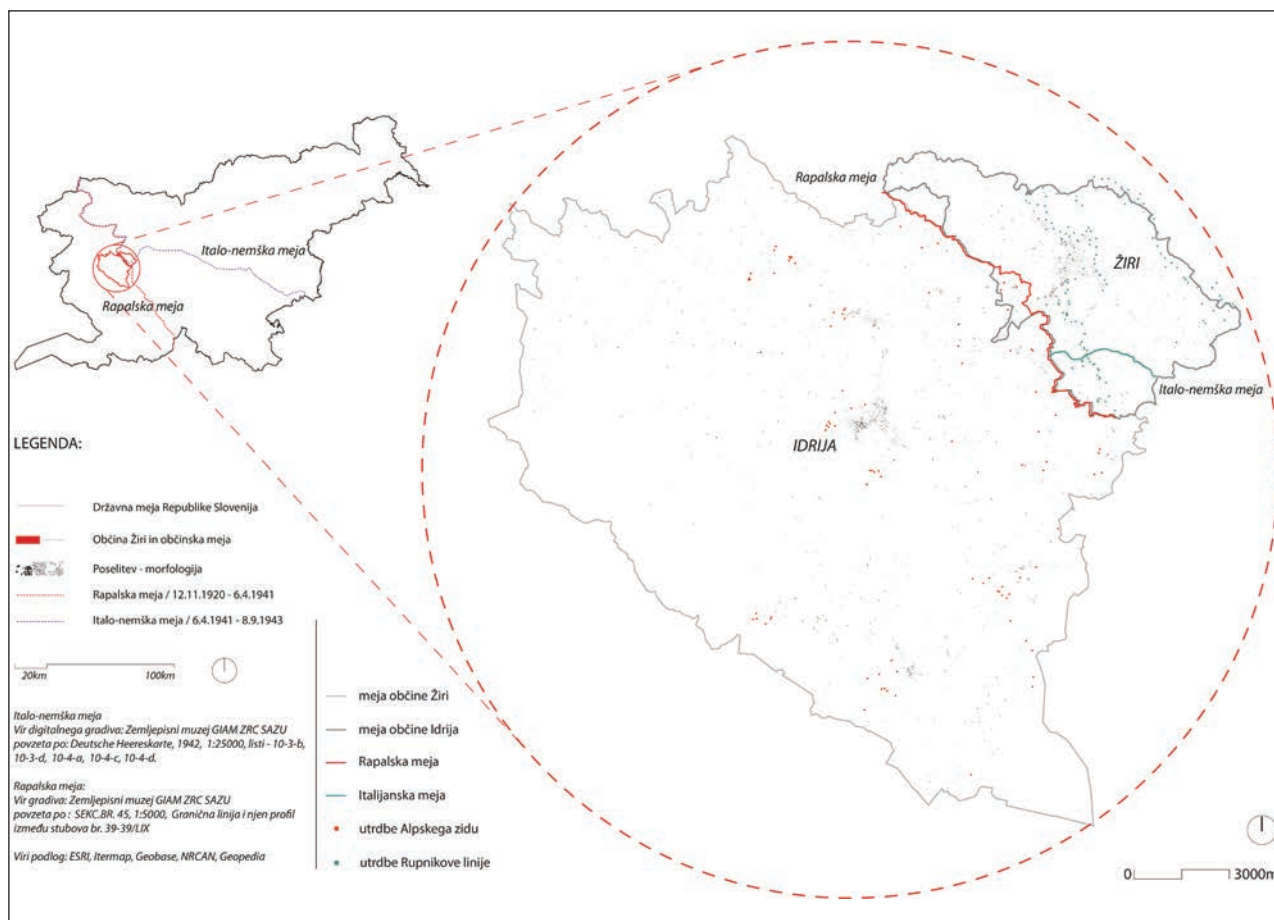 Italo-nemška meja
Rapalska meja
Rapalska meja
ŽIRI
Italo-nemška meja
IDRIJA
LEGENDA:
Državna meja Republike Slovenija
Občina Žiri in občinska meja
Poselitev - morfologija
Rapalska meja / 12.11.1920 - 6.4.1941
Italo-nemška meja / 6.4.1941 - 8.9.1943
20km 100km
Italo-nemška meja
Vir digitalnega gradiva: Zemljepisni muzej GIAM ZRC SAZU
povzeta po: Deutsche Heereskarte, 1942, 1:25000, listi - 10-3-b,
10-3-d, 10-4-a, 10-4-c, 10-4-d.
Rapalska meja:
Vir gradiva: Zemljepisni muzej GIAM ZRC SAZU
povzeta po : SEKC.BR. 45, 1:5000, Granična linija i njen profil
između stubova br. 39-39/LIX
Viri podlog: ESRI, Itermap, Geobase, NRCAN, Geopedia
meja občine Žiri
meja občine Idrija
Rapalska meja
Italijanska meja
utrdbe Alpskega zidu
utrdbe Rupnikove linije
0 3000m